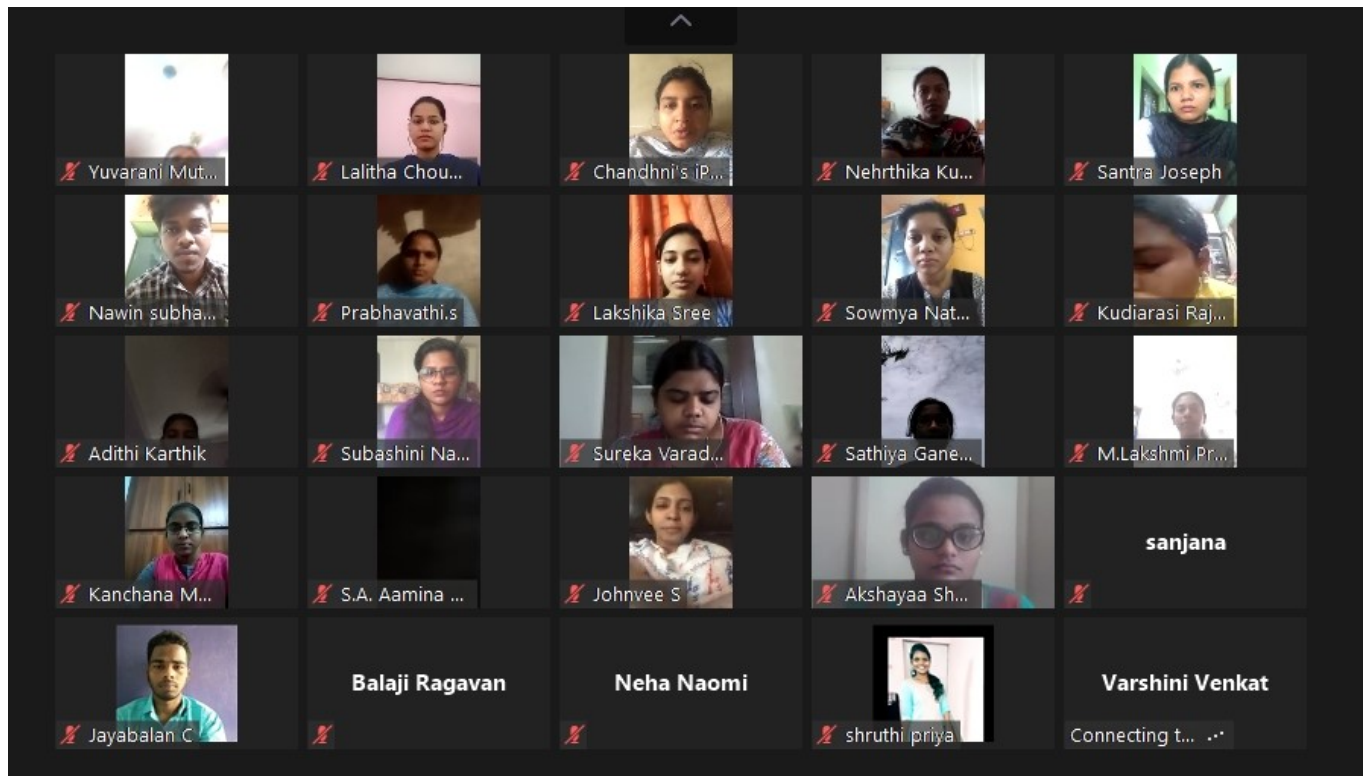 Yuvarani Mut...
Lalitha Chou...
Chandhni's iP...
Nehrthika Ku...
Santra Joseph
Nawin subha...
Prabhavathi.s
Lakshika Sree
Sowmya Nat...
Kudiarasi Raj...
Adithi Karthik
Subashini Na...
Sureka Varad...
Sathiya Gane...
M.Lakshmi Pr...
Kanchana M...
S.A. Aamina ...
Johnvee S
Akshayaa Sh...
sanjana
Jayabalan C
Balaji Ragavan
Neha Naomi
shruthi priya
Varshini Venkat
Connecting t...